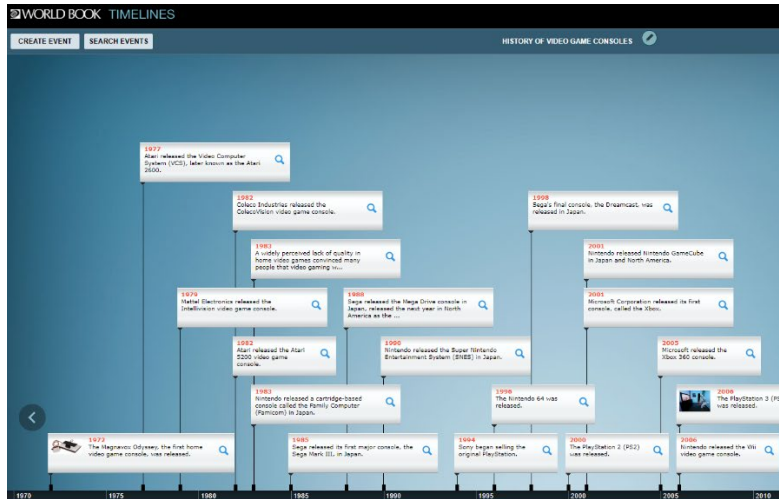 WORLD BOOK TIMELINES
CREATE EVENT
SEARCH EVENTS
HISTORY OF VIDEO GAME CONSOLES
1977
Atari released the Video Computer
System (VCS), later known as the Atari
2600.
1982
Coleco Industries released the
ColecoVision video game console.
1998
Sega's final console, the Dreamcast, was
released in Japan.
1983
A widely perceived lack of quality in
home video games convinced many
people that video gaming w...
2001
Nintendo released Nintendo GameCube
in Japan and North America.
1979
Mattel Electronics released the
Intellivision video game console.
1988
Sega released the Mega Drive console in
Japan, released the next year in North
America as the ...
2001
Microsoft Corporation released its first
console, called the Xbox.
1982
Atari released the Atari
5200 video game
console.
1990
Nintendo released the Super Nintendo
Entertainment System (SNES) in Japan.
2005
Microsoft released the
Xbox 360 console.
1983
Nintendo released a cartridge-based
console called the Family Computer
(Famicom) in Japan.
1996
The Nintendo 64 was
released.
2006
The PlayStation 3 (PS
was released.
1972
The Magnavox Odyssey, the first home
video game console, was released.
1985
Sega released its first major console, the
Sega Mark III, in Japan.
1994
Sony began selling the
original PlayStation.
2000
The PlayStation 2 (PS2)
was released.
2006
Nintendo released the Wii
video game console.
1970
1975
1980
1985
1990
1995
2000
2005
2010